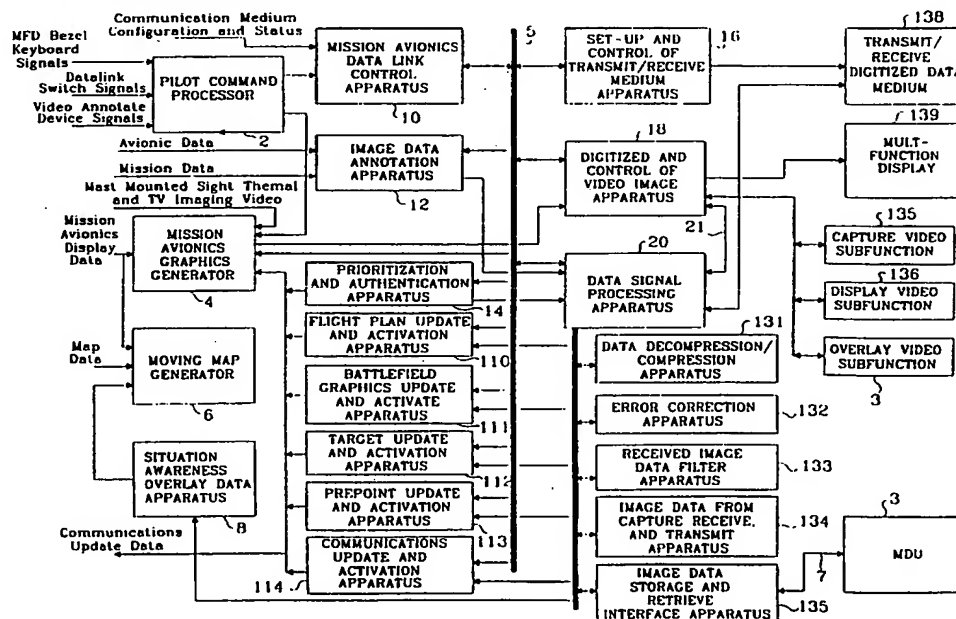 Communication Medium
Configuration and Status
MFD Bezel
Keyboard
Signals
Datalink
Switch Signals
Video Annotate
Device Signals
PILOT COMMAND
PROCESSOR
2
MISSION AVIONICS
DATA LINK
CONTROL
APPARATUS
10
5
SET-UP AND
CONTROL OF
TRANSMIT/RECEIVE
MEDIUM
APPARATUS
16
138
TRANSMIT/
RECEIVE
DIGITIZED DATA
MEDIUM
139
MULT-
FUNCTION
DISPLAY
Avionic Data
Mission Data
IMAGE DATA
ANNOTATION
APPARATUS
12
18
DIGITIZED AND
CONTROL OF
VIDEO IMAGE
APPARATUS
Mast Mounted Sight Themal
and TV Imaging Video
Mission
Avionics
Display
Data
MISSION
AVIONICS
GRAPHICS
GENERATOR
4
21
20
DATA SIGNAL
PROCESSING
APPARATUS
135
CAPTURE VIDEO
SUBFUNCTION
136
DISPLAY VIDEO
SUBFUNCTION
OVERLAY VIDEO
SUBFUNCTION
3
PRIORITIZATION
AND AUTHENTICATION
APPARATUS
14
FLIGHT PLAN UPDATE
AND ACTIVATION
APPARATUS
110
BATTLEFIELD
GRAPHICS UPDATE
AND ACTIVATE
APPARATUS
111
TARGET UPDATE
AND ACTIVATION
APPARATUS
112
PREPOINT UPDATE
AND ACTIVATION
APPARATUS
113
COMMUNICATIONS
UPDATE AND
ACTIVATION
APPARATUS
114
Map
Data
MOVING MAP
GENERATOR
6
SITUATION
AWARENESS
OVERLAY DATA
APPARATUS
8
Communications
Update Data
131
DATA DECOMPRESSION/
COMPRESSION
APPARATUS
ERROR CORRECTION
APPARATUS
132
RECEIVED IMAGE
DATA FILTER
APPARATUS
133
IMAGE DATA FROM
CAPTURE RECEIVE,
AND TRANSMIT
APPARATUS
134
IMAGE DATA
STORAGE AND
RETRIEVE
INTERFACE APPARATUS
135
7
3
MDU